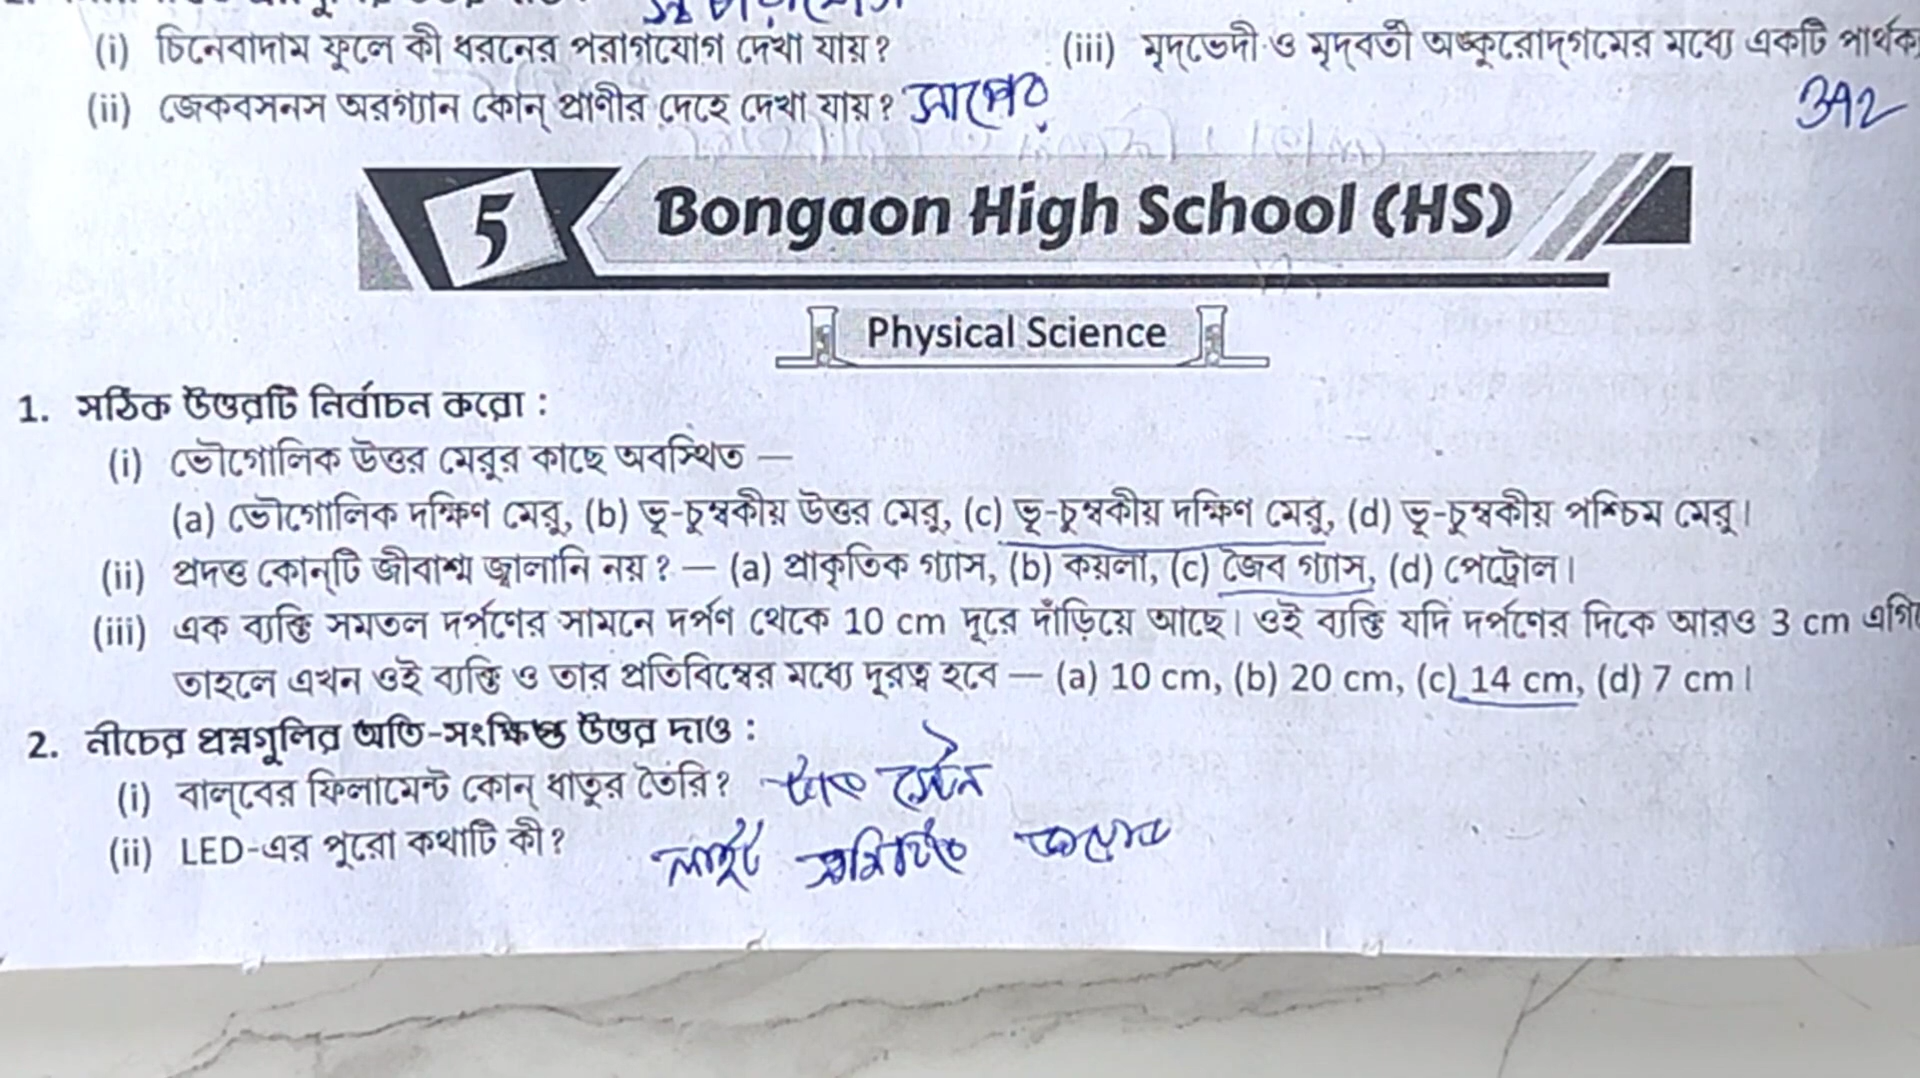 (i) চিনেবাদাম ফুলে কী ধরনের পরাগযোগ দেখা যায়?
(iii) মৃদ্‌ভেদী ও মৃদ্‌বর্তী অঙ্কুরোদ্‌গমের মধ্যে একটি পার্থক্য
(ii) জেকবসনস অরগ্যান কোন্ প্রাণীর দেহে দেখা যায়? সাপের
3A2
5 Bongaon High School (HS)
Physical Science
1. সঠিক উত্তরটি নির্বাচন করো :
(i) ভৌগোলিক উত্তর মেরুর কাছে অবস্থিত —
(a) ভৌগোলিক দক্ষিণ মেরু, (b) ভূ-চুম্বকীয় উত্তর মেরু, (c) ভূ-চুম্বকীয় দক্ষিণ মেরু, (d) ভূ-চুম্বকীয় পশ্চিম মেরু।
(ii) প্রদত্ত কোন্‌টি জীবাশ্ম জ্বালানি নয়? — (a) প্রাকৃতিক গ্যাস, (b) কয়লা, (c) জৈব গ্যাস, (d) পেট্রোল।
(iii) এক ব্যক্তি সমতল দর্পণের সামনে দর্পণ থেকে 10 cm দূরে দাঁড়িয়ে আছে। ওই ব্যক্তি যদি দর্পণের দিকে আরও 3 cm
তাহলে এখন ওই ব্যক্তি ও তার প্রতিবিম্বের মধ্যে দূরত্ব হবে — (a) 10 cm, (b) 20 cm, (c) 14 cm, (d) 7 cm।
2. নীচের প্রশ্নগুলির অতি-সংক্ষিপ্ত উত্তর দাও :
(i) বাল্‌বের ফিলামেন্ট কোন্ ধাতুর তৈরি?
(ii) LED-এর পুরো কথাটি কী? লাইট